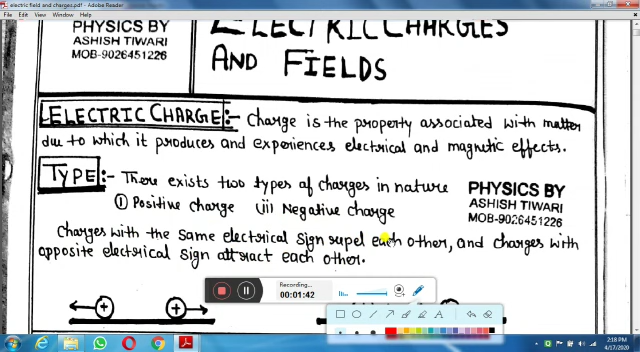 electric field and charges.pdf - Adobe Reader
File Edit View Window Help
PHYSICS BY
ASHISH TIWARI
MOB-9026451226
ELECTRIC CHARGES
AND FIELDS
ELECTRIC CHARGE:- Charge is the property associated with matter
due to which it produces and experiences electrical and magnetic effects.
TYPE:- There exists two types of charges in nature
(i) Positive charge (ii) Negative charge
PHYSICS BY
ASHISH TIWARI
MOB-9026451226
Charges with the same electrical sign repel each other, and charges with
opposite electrical sign attract each other.
Recording...
00:01:42
+ +
A
2:18 PM
4/17/2020